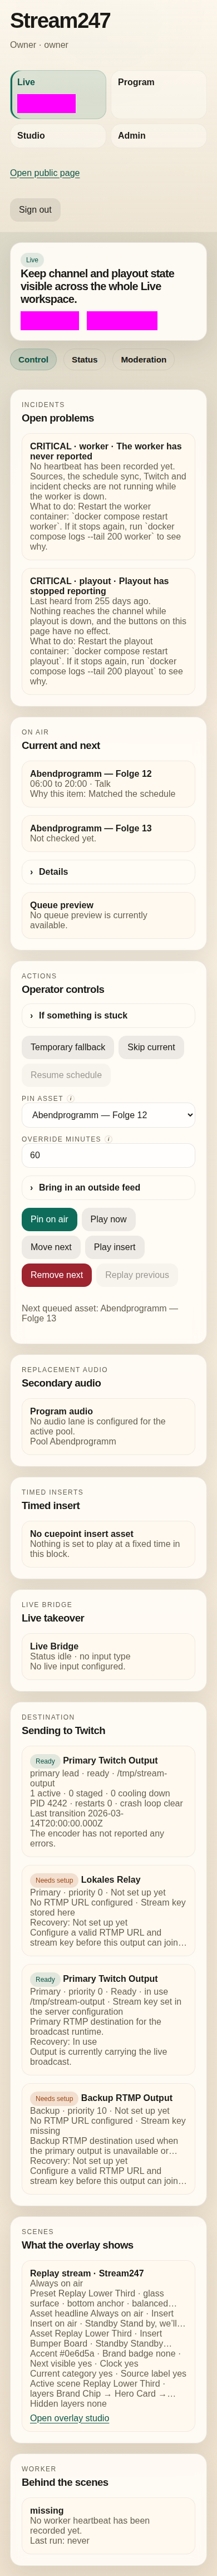 Stream247
Owner · owner
Live
Program
Studio
Admin
Open public page
Sign out
Live
Keep channel and playout state
visible across the whole Live
workspace.
Control
Status
Moderation
INCIDENTS
Open problems
CRITICAL · worker · The worker has
never reported
No heartbeat has been recorded yet.
Sources, the schedule sync, Twitch and
incident checks are not running while
the worker is down.
What to do: Restart the worker
container: `docker compose restart
worker`. If it stops again, run `docker
compose logs --tail 200 worker` to see
why.
CRITICAL · playout · Playout has
stopped reporting
Last heard from 255 days ago.
Nothing reaches the channel while
playout is down, and the buttons on this
page have no effect.
What to do: Restart the playout
container: `docker compose restart
playout`. If it stops again, run `docker
compose logs --tail 200 playout` to see
why.
ON AIR
Current and next
Abendprogramm — Folge 12
06:00 to 20:00 · Talk
Why this item: Matched the schedule
Abendprogramm — Folge 13
Not checked yet.
› Details
Queue preview
No queue preview is currently
available.
ACTIONS
Operator controls
› If something is stuck
Temporary fallback
Skip current
Resume schedule
PIN ASSET i
Abendprogramm — Folge 12
OVERRIDE MINUTES i
60
› Bring in an outside feed
Pin on air
Play now
Move next
Play insert
Remove next
Replay previous
Next queued asset: Abendprogramm —
Folge 13
REPLACEMENT AUDIO
Secondary audio
Program audio
No audio lane is configured for the
active pool.
Pool Abendprogramm
TIMED INSERTS
Timed insert
No cuepoint insert asset
Nothing is set to play at a fixed time in
this block.
LIVE BRIDGE
Live takeover
Live Bridge
Status idle · no input type
No live input configured.
DESTINATION
Sending to Twitch
Ready Primary Twitch Output
primary lead · ready · /tmp/stream-
output
1 active · 0 staged · 0 cooling down
PID 4242 · restarts 0 · crash loop clear
Last transition 2026-03-
14T20:00:00.000Z
The encoder has not reported any
errors.
Needs setup Lokales Relay
Primary · priority 0 · Not set up yet
No RTMP URL configured · Stream key
stored here
Recovery: Not set up yet
Configure a valid RTMP URL and
stream key before this output can join…
Ready Primary Twitch Output
Primary · priority 0 · Ready · in use
/tmp/stream-output · Stream key set in
the server configuration
Primary RTMP destination for the
broadcast runtime.
Recovery: In use
Output is currently carrying the live
broadcast.
Needs setup Backup RTMP Output
Backup · priority 10 · Not set up yet
No RTMP URL configured · Stream key
missing
Backup RTMP destination used when
the primary output is unavailable or…
Recovery: Not set up yet
Configure a valid RTMP URL and
stream key before this output can join…
SCENES
What the overlay shows
Replay stream · Stream247
Always on air
Preset Replay Lower Third · glass
surface · bottom anchor · balanced…
Asset headline Always on air · Insert
Insert on air · Standby Stand by, we'll…
Asset Replay Lower Third · Insert
Bumper Board · Standby Standby…
Accent #0e6d5a · Brand badge none ·
Next visible yes · Clock yes
Current category yes · Source label yes
Active scene Replay Lower Third ·
layers Brand Chip → Hero Card →…
Hidden layers none
Open overlay studio
WORKER
Behind the scenes
missing
No worker heartbeat has been
recorded yet.
Last run: never